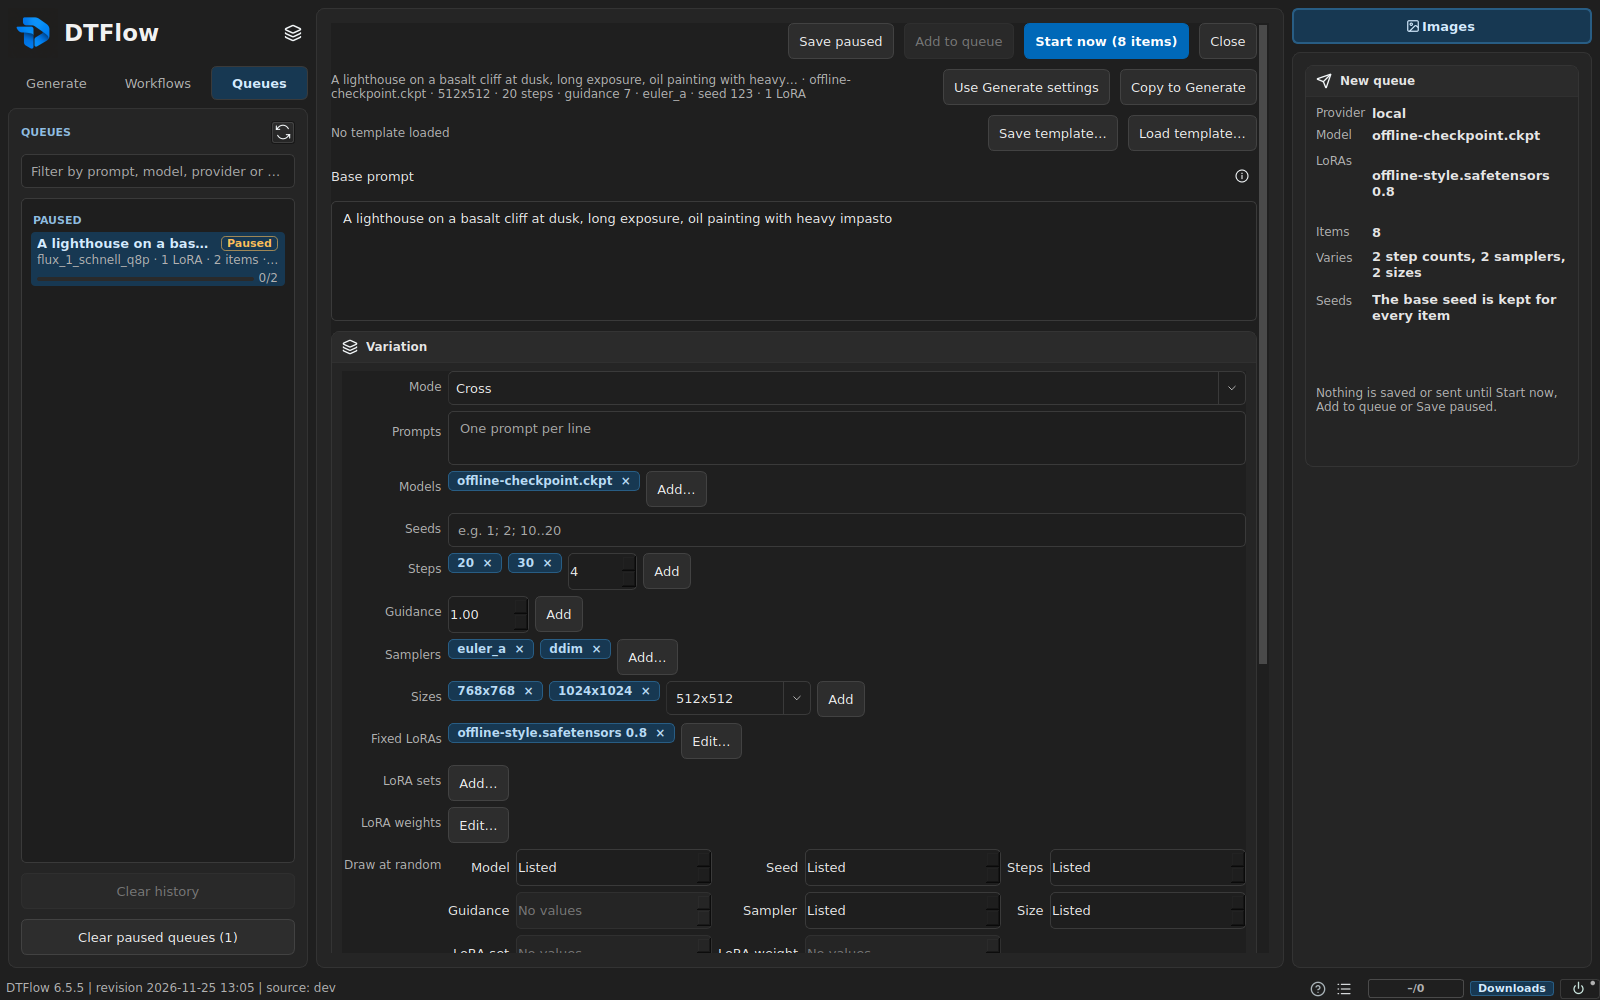 DTFlow
Generate
Workflows
Queues
QUEUES
Filter by prompt, model, provider or ...
PAUSED
A lighthouse on a bas...
Paused
flux_1_schnell_q8p · 1 LoRA · 2 items ·...
0/2
Clear history
Clear paused queues (1)
Save paused
Add to queue
Start now (8 items)
Close
A lighthouse on a basalt cliff at dusk, long exposure, oil painting with heavy... · offline-
checkpoint.ckpt · 512x512 · 20 steps · guidance 7 · euler_a · seed 123 · 1 LoRA
Use Generate settings
Copy to Generate
No template loaded
Save template...
Load template...
Base prompt
A lighthouse on a basalt cliff at dusk, long exposure, oil painting with heavy impasto
Variation
Mode
Cross
Prompts
One prompt per line
Models
offline-checkpoint.ckpt ×
Add...
Seeds
e.g. 1; 2; 10..20
Steps
20 ×
30 ×
4
Add
Guidance
1.00
Add
Samplers
euler_a ×
ddim ×
Add...
Sizes
768x768 ×
1024x1024 ×
512x512
Add
Fixed LoRAs
offline-style.safetensors 0.8 ×
Edit...
LoRA sets
Add...
LoRA weights
Edit...
Draw at random
Model
Listed
Seed
Listed
Steps
Listed
Guidance
No values
Sampler
Listed
Size
Listed
LoRA set
No values
LoRA weight
No values
Images
New queue
Provider local
Model offline-checkpoint.ckpt
LoRAs
offline-style.safetensors
0.8
Items 8
Varies 2 step counts, 2 samplers,
2 sizes
Seeds The base seed is kept for
every item
Nothing is saved or sent until Start now,
Add to queue or Save paused.
DTFlow 6.5.5 | revision 2026-11-25 13:05 | source: dev
-/0
Downloads